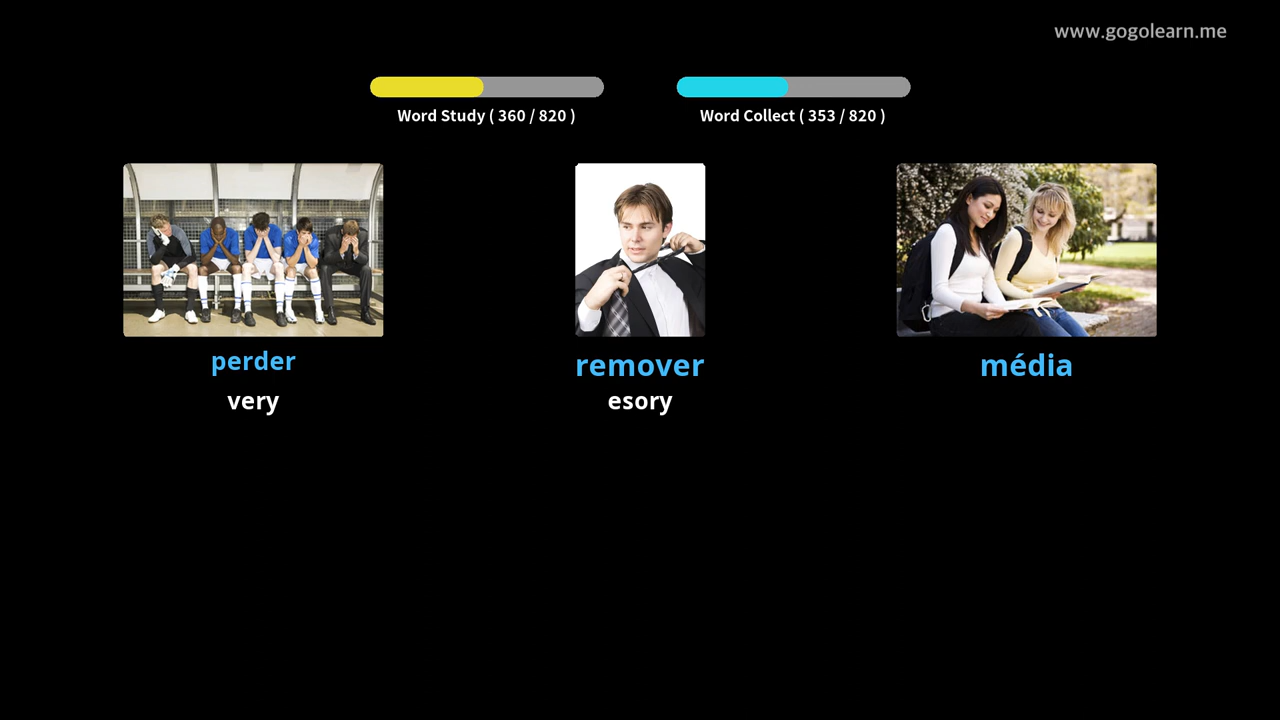 www.gogolearn.me
Word Study ( 360 / 820 )
Word Collect ( 353 / 820 )
perder
remover
média
very
esory